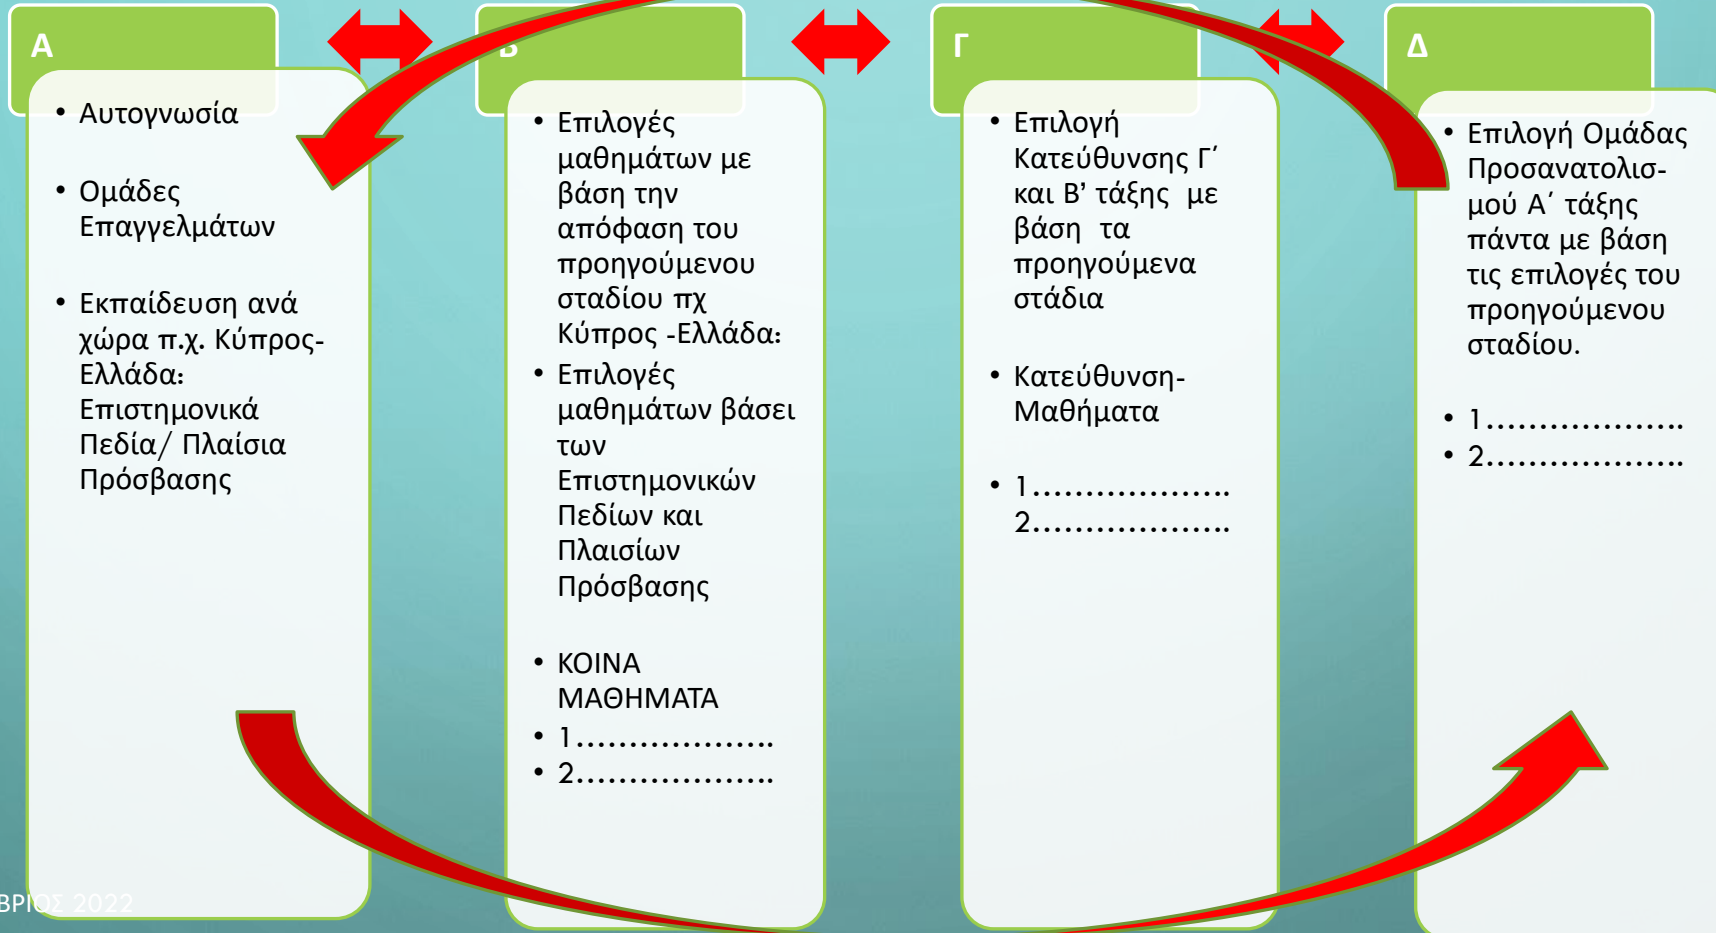 Α
• Αυτογνωσία
• Ομάδες
Επαγγελμάτων
• Εκπαίδευση ανά
χώρα π.χ. Κύπρος-
Ελλάδα:
Επιστημονικά
Πεδία/ Πλαίσια
Πρόσβασης
Β
• Επιλογές
μαθημάτων με
βάση την
απόφαση του
προηγούμενου
σταδίου πχ
Κύπρος -Ελλάδα:
• Επιλογές
μαθημάτων βάσει
των
Επιστημονικών
Πεδίων και
Πλαισίων
Πρόσβασης
• ΚΟΙΝΑ
ΜΑΘΗΜΑΤΑ
• 1...................
• 2...................
Γ
• Επιλογή
Κατεύθυνσης Γ΄
και Β’ τάξης με
βάση τα
προηγούμενα
στάδια
• Κατεύθυνση-
Μαθήματα
• 1...................
2...................
Δ
• Επιλογή Ομάδας
Προσανατολισ-
μού Α΄ τάξης
πάντα με βάση
τις επιλογές του
προηγούμενου
σταδίου.
• 1...................
• 2...................
ΒΡΙΟΣ 2022